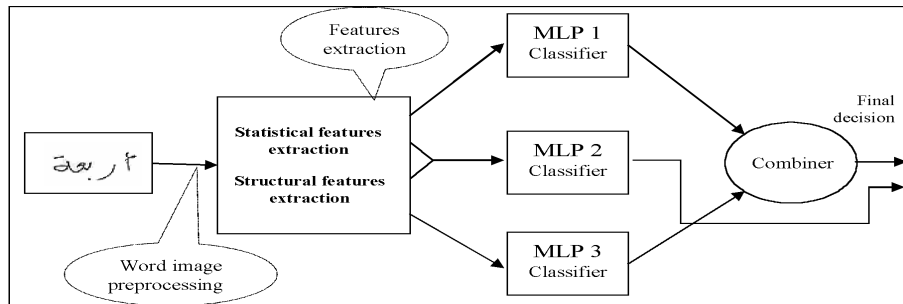 Features
extraction
MLP 1
Classifier
Final
decision
Statistical features
extraction
Structural features
extraction
أربعة
MLP 2
Classifier
Combiner
Word image
preprocessing
MLP 3
Classifier